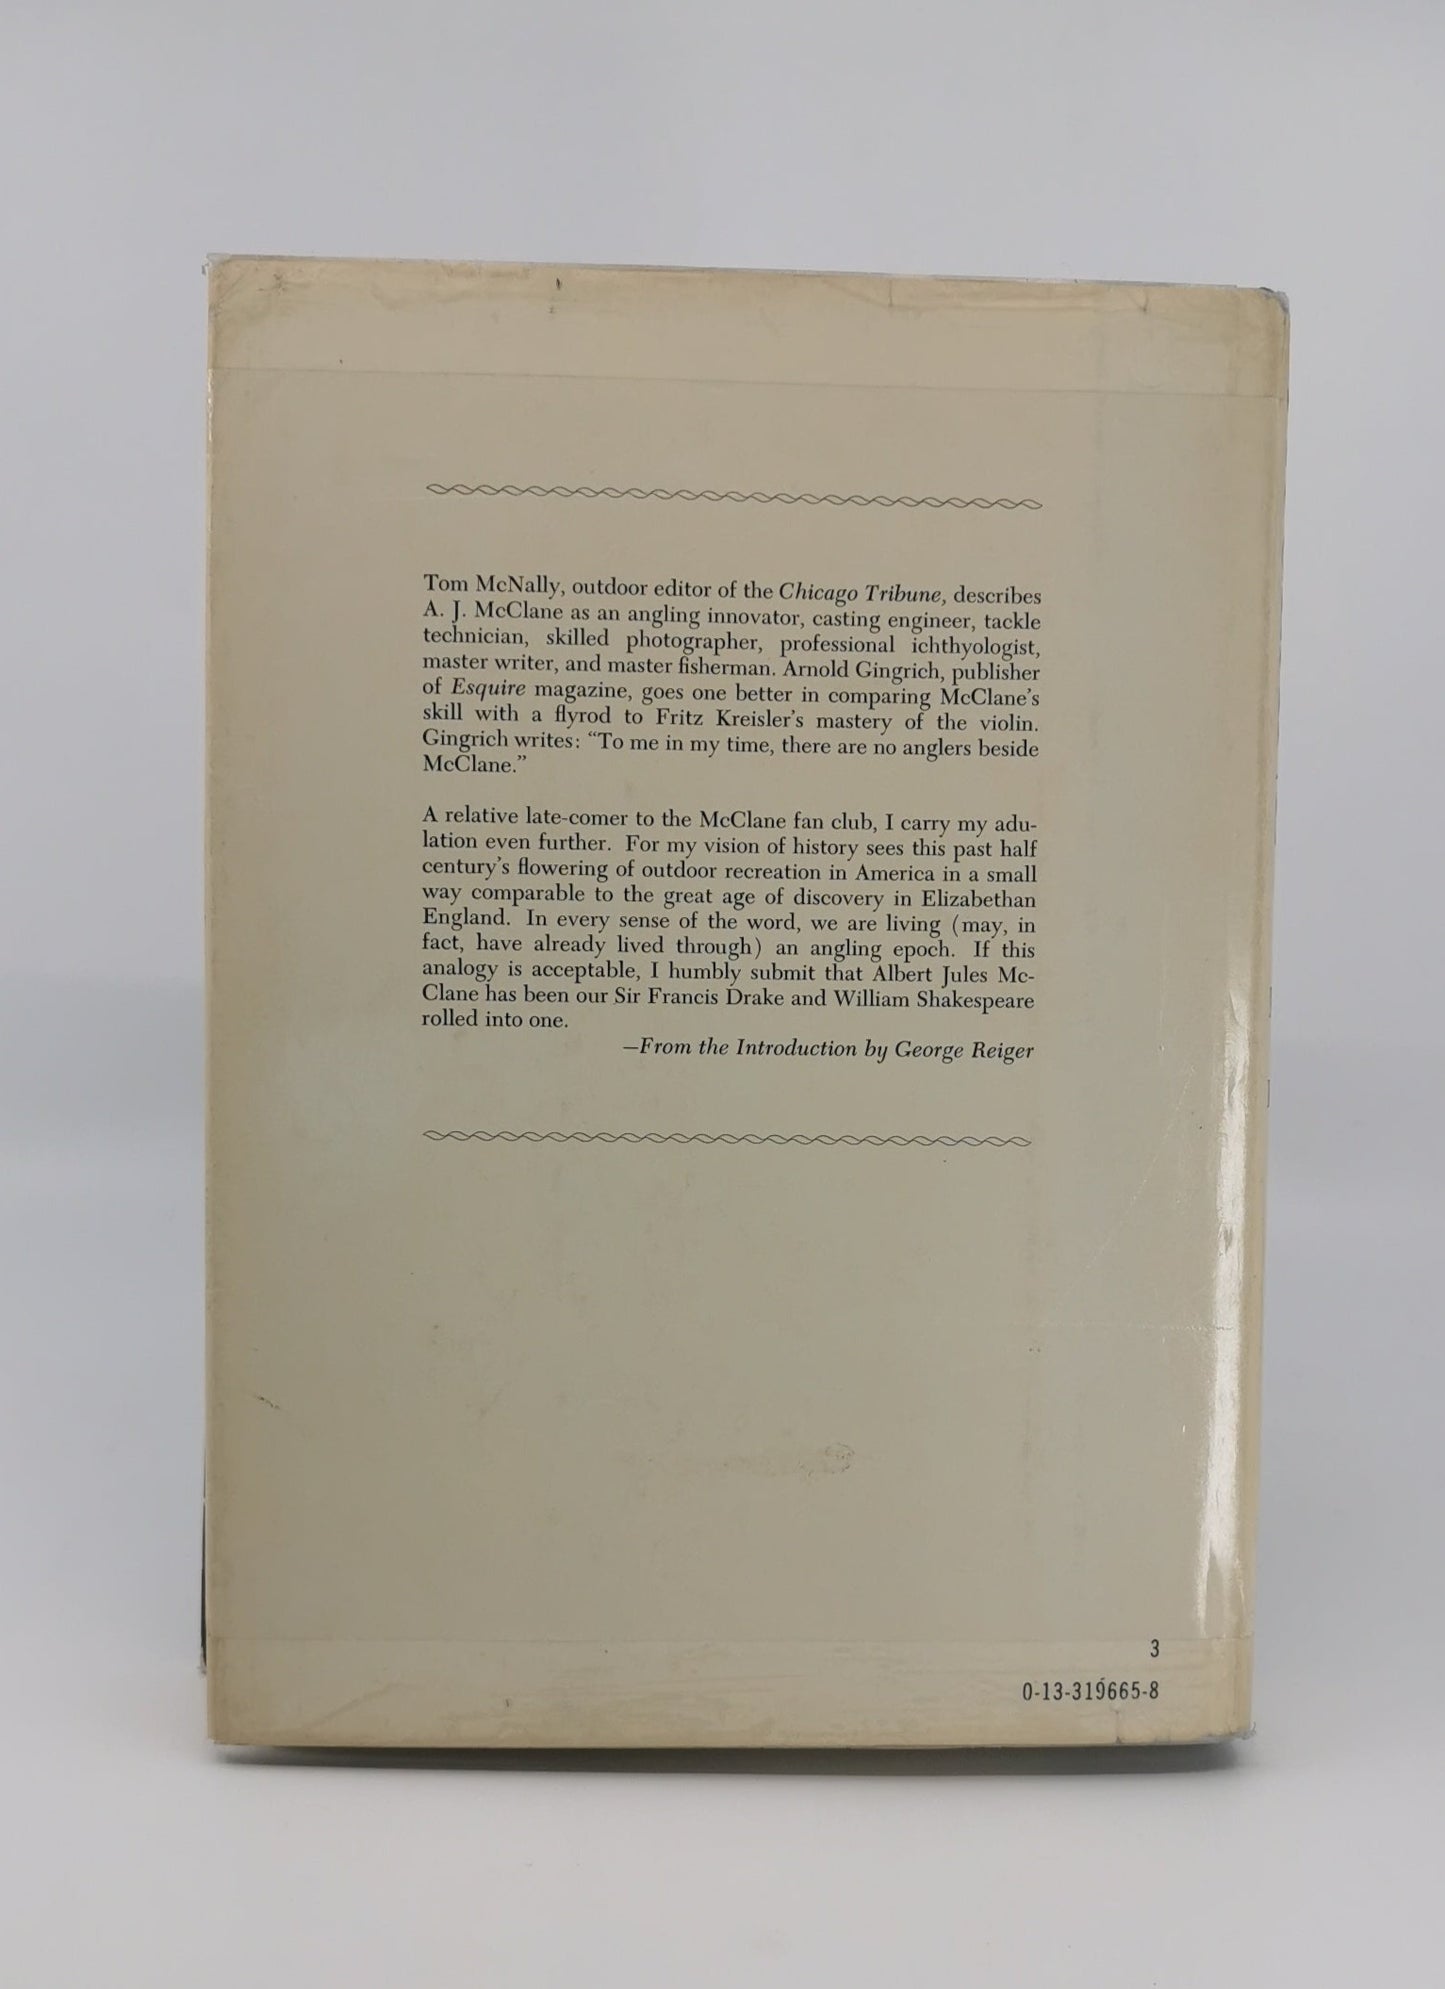 Tom McNally, outdoor editor of the Chicago Tribune, describes
A. J. McClane as an angling innovator, casting engineer, tackle
technician, skilled photographer, professional ichthyologist,
master writer, and master fisherman. Arnold Gingrich, publisher
of Esquire magazine, goes one better in comparing McClane's
skill with a flyrod to Fritz Kreisler's mastery of the violin.
Gingrich writes: “To me in my time, there are no anglers beside
McClane.”
A relative late-comer to the McClane fan club, I carry my adu-
lation even further. For my vision of history sees this past half
century's flowering of outdoor recreation in America in a small
way comparable to the great age of discovery in Elizabethan
England. In every sense of the word, we are living (may, in
fact, have already lived through) an angling epoch. If this
analogy is acceptable, I humbly submit that Albert Jules Mc-
Clane has been our Sir Francis Drake and William Shakespeare
rolled into one.
—From the Introduction by George Reiger
3
0-13-319665-8